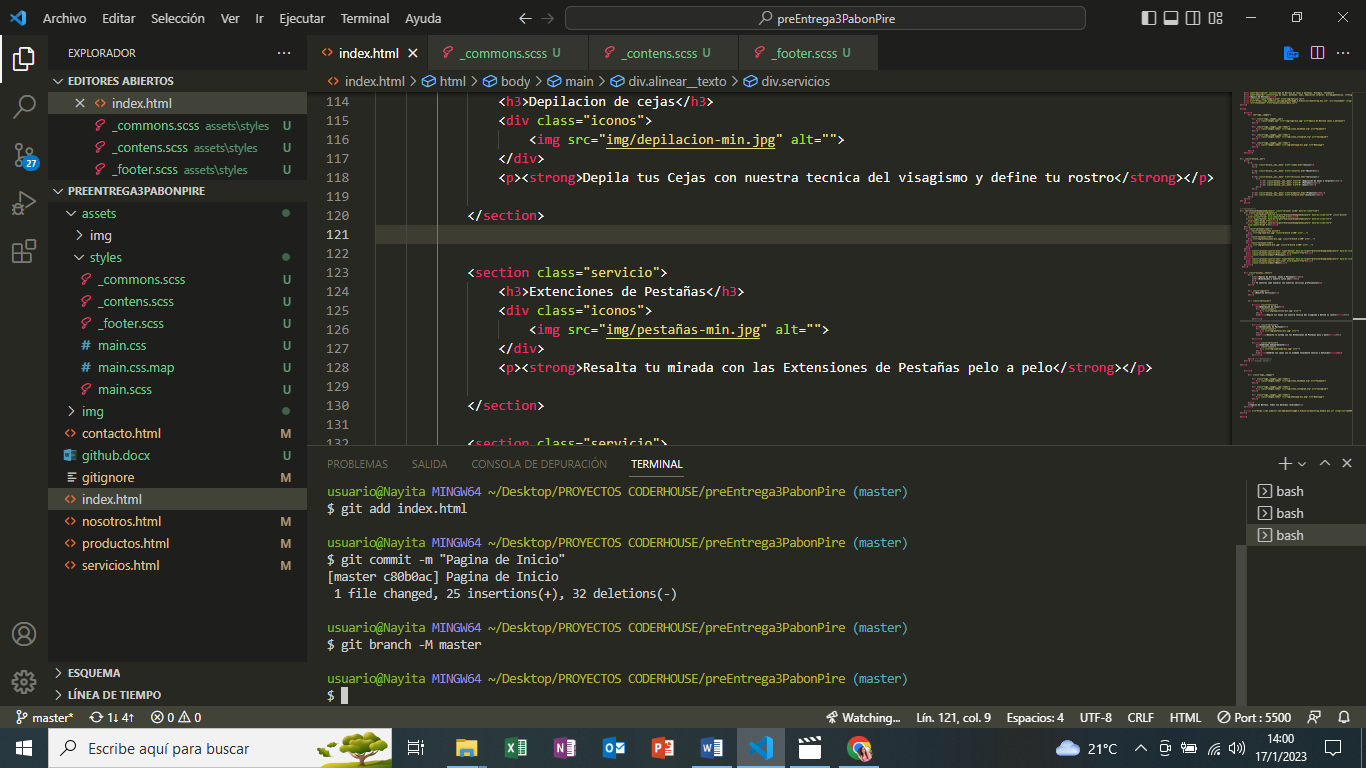 Archivo Editar Selección Ver Ir Ejecutar Terminal Ayuda preEntrega3PabonPire
EXPLORADOR
EDITORES ABIERTOS
index.html
_commons.scss assets\styles U
_contens.scss assets\styles U
_footer.scss assets\styles U
27
PREENTREGA3PABONPIRE
assets
img
styles
_commons.scss U
_contens.scss U
_footer.scss U
main.css U
main.css.map U
main.scss U
img
contacto.html M
github.docx U
gitignore M
index.html
nosotros.html M
productos.html M
servicios.html M
ESQUEMA
LÍNEA DE TIEMPO
index.html _commons.scss U _contens.scss U _footer.scss U
index.html > html > body > main > div.alinear__texto > div.servicios
114 <h3>Depilacion de cejas</h3>
115 <div class="iconos">
116 <img src="img/depilacion-min.jpg" alt="">
117 </div>
118 <p><strong>Depila tus Cejas con nuestra tecnica del visagismo y define tu rostro</strong></p>
119
120 </section>
121
122
123 <section class="servicio">
124 <h3>Extenciones de Pestañas</h3>
125 <div class="iconos">
126 <img src="img/pestañas-min.jpg" alt="">
127 </div>
128 <p><strong>Resalta tu mirada con las Extensiones de Pestañas pelo a pelo</strong></p>
129
130 </section>
131
132 <section class="servicio">
PROBLEMAS SALIDA CONSOLA DE DEPURACIÓN TERMINAL
usuario@Nayita MINGW64 ~/Desktop/PROYECTOS CODERHOUSE/preEntrega3PabonPire (master)
$ git add index.html
usuario@Nayita MINGW64 ~/Desktop/PROYECTOS CODERHOUSE/preEntrega3PabonPire (master)
$ git commit -m "Pagina de Inicio"
[master c80b0ac] Pagina de Inicio
1 file changed, 25 insertions(+), 32 deletions(-)
usuario@Nayita MINGW64 ~/Desktop/PROYECTOS CODERHOUSE/preEntrega3PabonPire (master)
$ git branch -M master
usuario@Nayita MINGW64 ~/Desktop/PROYECTOS CODERHOUSE/preEntrega3PabonPire (master)
$
bash
bash
bash
master* 1↓ 4↑ 0 0 Watching... Lín. 121, col. 9 Espacios: 4 UTF-8 CRLF HTML Port : 5500
Escribe aquí para buscar
21°C
14:00
17/1/2023